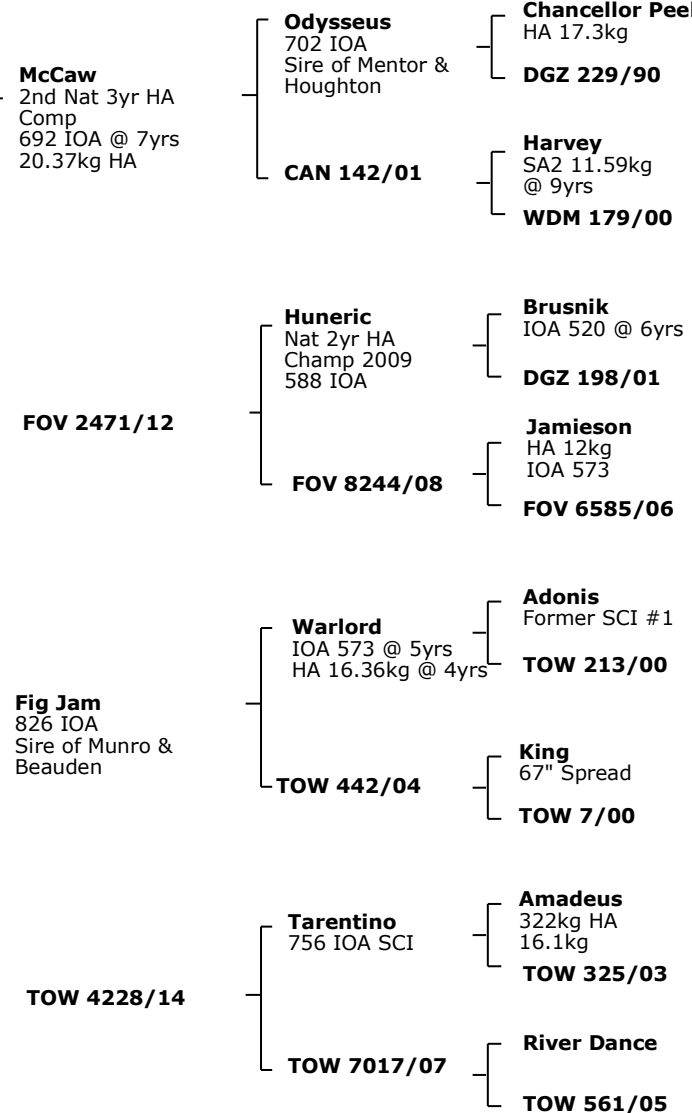 McCaw
2nd Nat 3yr HA
Comp
692 IOA @ 7yrs
20.37kg HA
FOV 2471/12
Fig Jam
826 IOA
Sire of Munro &
Beauden
TOW 4228/14
Odysseus
702 IOA
Sire of Mentor &
Houghton
CAN 142/01
Huneric
Nat 2yr HA
Champ 2009
588 IOA
FOV 8244/08
Warlord
IOA 573 @ 5yrs
HA 16.36kg @ 4yrs
TOW 442/04
Tarentino
756 IOA SCI
TOW 7017/07
Chancellor Peel
HA 17.3kg
DGZ 229/90
Harvey
SA2 11.59kg
@ 9yrs
WDM 179/00
Brusnik
IOA 520 @ 6yrs
DGZ 198/01
Jamieson
HA 12kg
IOA 573
FOV 6585/06
Adonis
Former SCI #1
TOW 213/00
King
67" Spread
TOW 7/00
Amadeus
322kg HA
16.1kg
TOW 325/03
River Dance
TOW 561/05